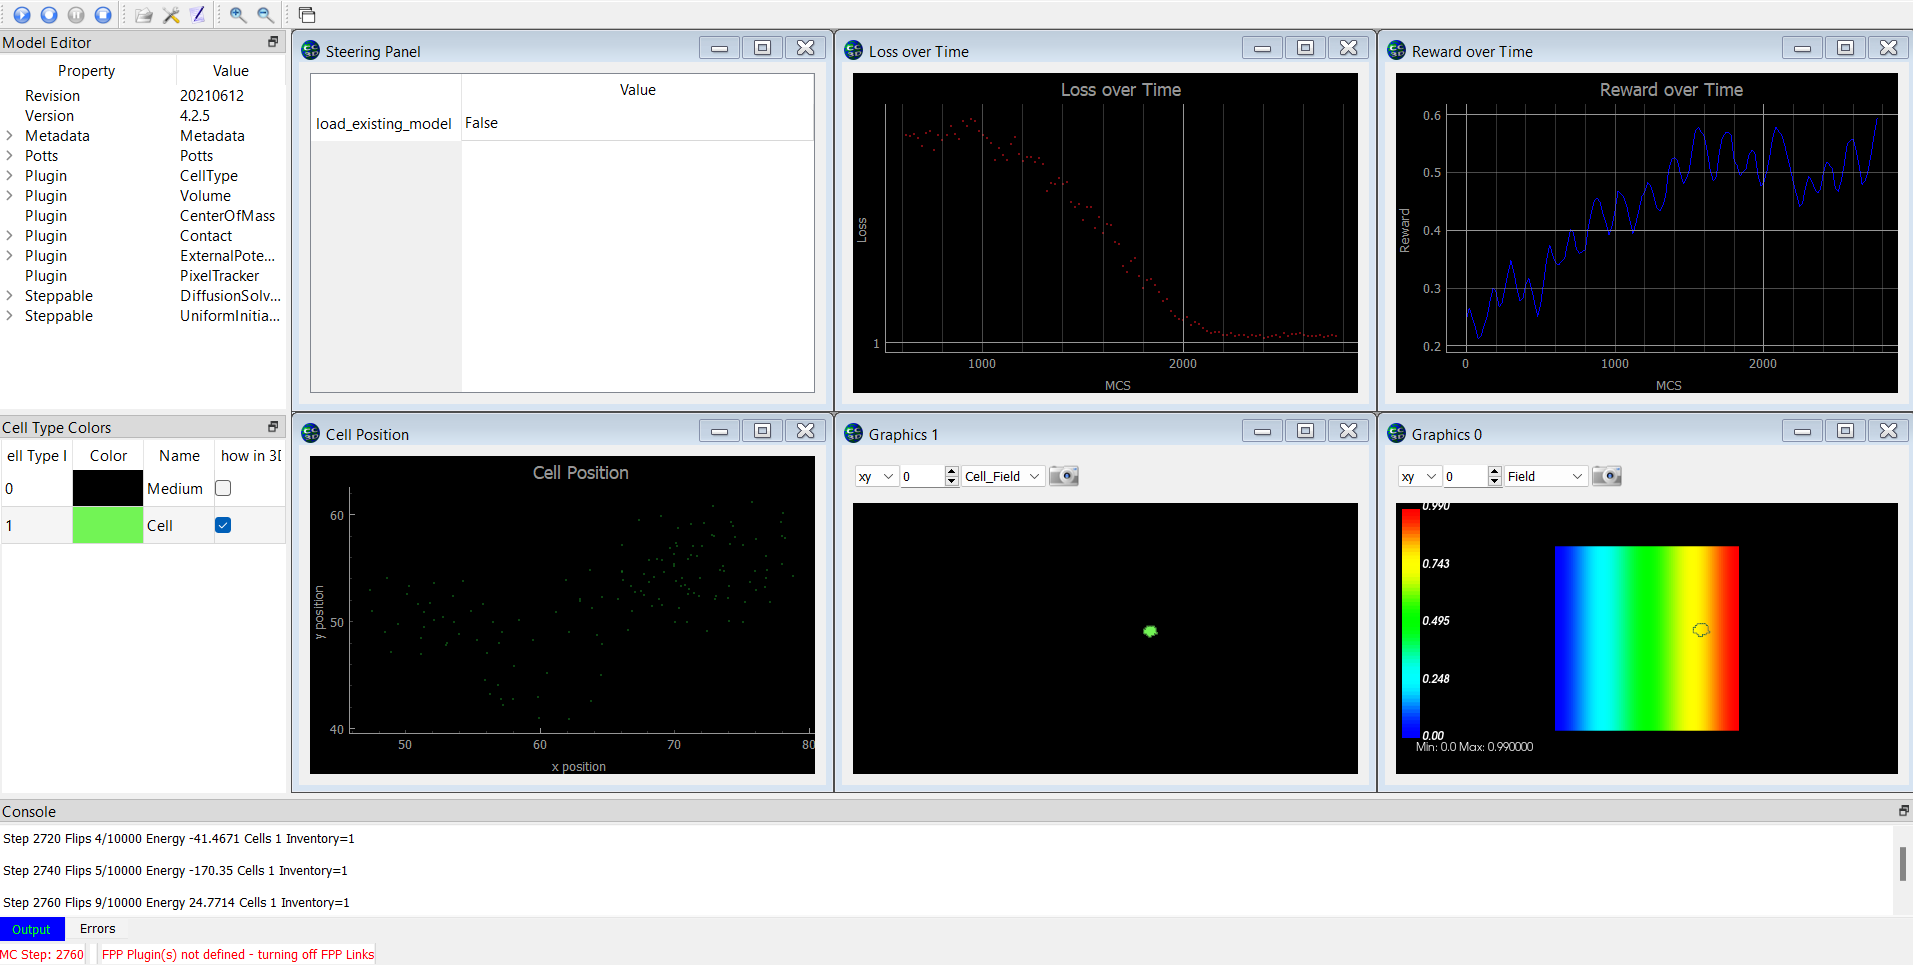 Model Editor
Property Value
Revision 20210612
Version 4.2.5
Metadata Metadata
Potts Potts
Plugin CellType
Plugin Volume
Plugin CenterOfMass
Plugin Contact
Plugin ExternalPote...
Plugin PixelTracker
Steppable DiffusionSolv...
Steppable UniformInitia...
Cell Type Colors
ell Type I Color Name how in 3D
0 Medium
1 Cell
Steering Panel
Value
load_existing_model False
Loss over Time
Loss over Time
Loss
1
1000 2000
MCS
Reward over Time
Reward over Time
Reward
0.6
0.5
0.4
0.3
0.2
0 1000 2000
MCS
Cell Position
Cell Position
y position
60
50
40
50 60 70 80
x position
Graphics 1
xy 0 Cell_Field
Graphics 0
xy 0 Field
0.990
0.743
0.495
0.248
0.00
Min: 0.0 Max: 0.990000
Console
Step 2720 Flips 4/10000 Energy -41.4671 Cells 1 Inventory=1
Step 2740 Flips 5/10000 Energy -170.35 Cells 1 Inventory=1
Step 2760 Flips 9/10000 Energy 24.7714 Cells 1 Inventory=1
Output Errors
MC Step: 2760 FPP Plugin(s) not defined - turning off FPP Links